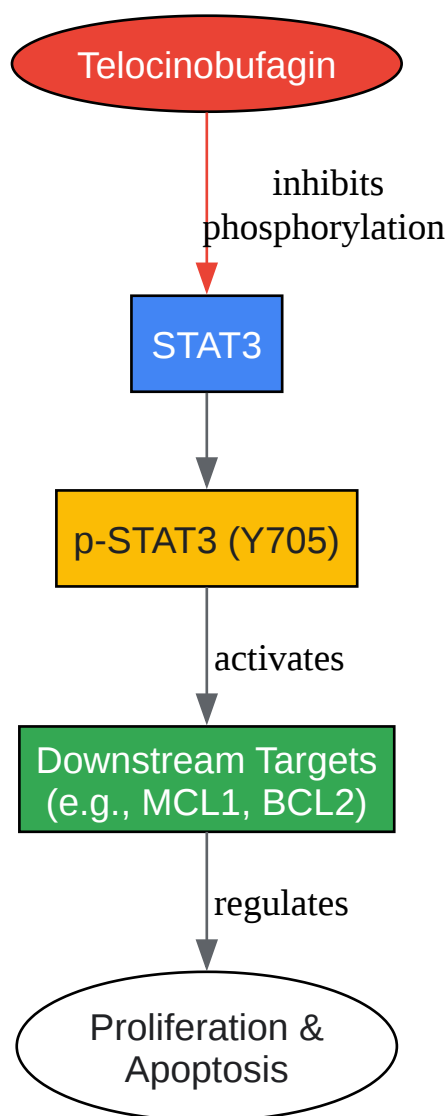 Telocinobufagin
inhibits
phosphorylation
STAT3
p-STAT3 (Y705)
activates
Downstream Targets
(e.g., MCL1, BCL2)
regulates
Proliferation &
Apoptosis